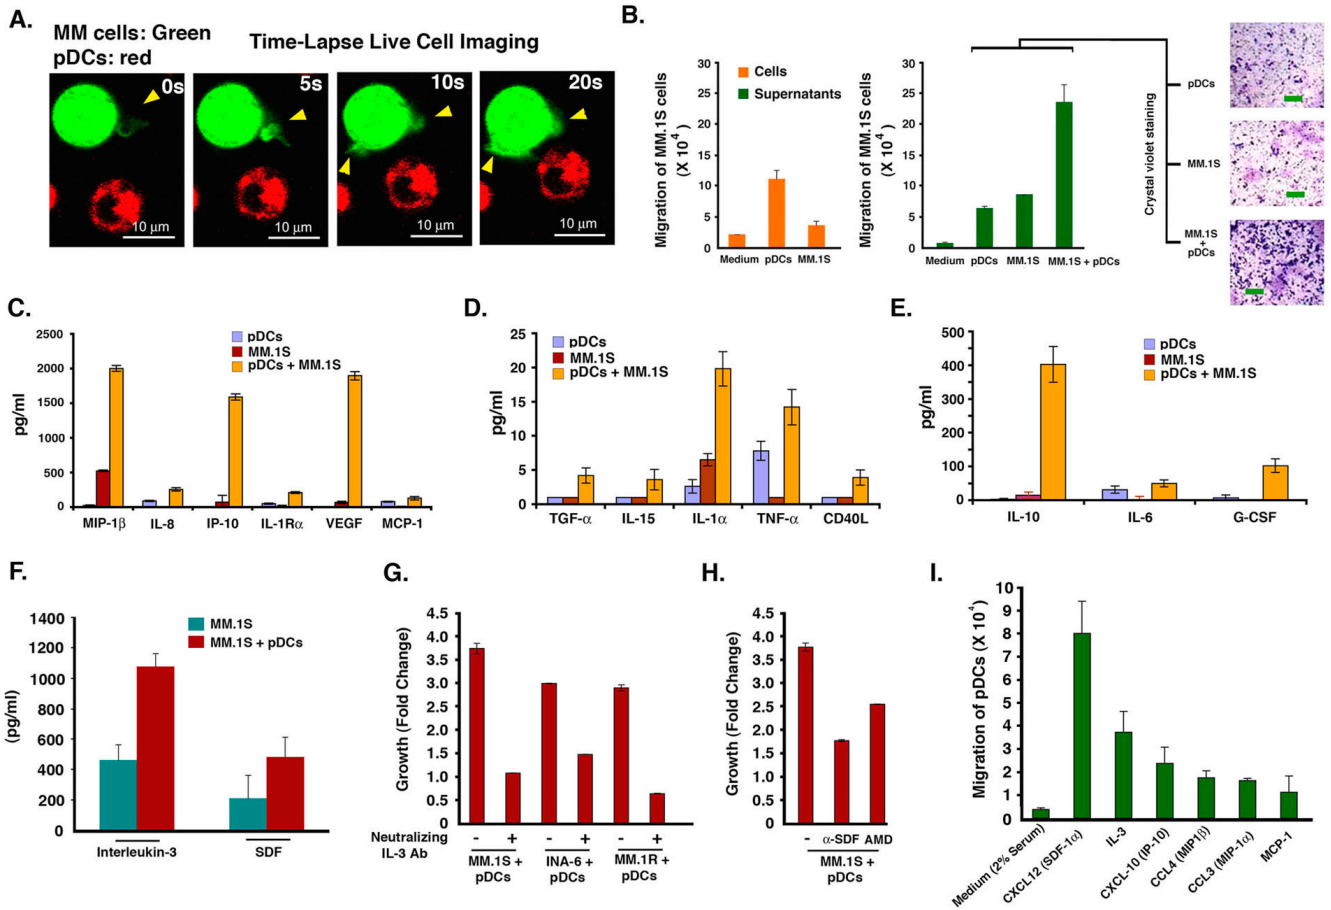 A.
MM cells: Green
pDCs: red
Time-Lapse Live Cell Imaging
0s
5s
10s
20s
10 µm
10 µm
10 µm
10 µm
B.
Migration of MM.1S cells
(X 10⁴)
30
25
20
15
10
5
0
Cells
Supernatants
Medium pDCs MM.1S
Migration of MM.1S cells
(X 10⁴)
30
25
20
15
10
5
0
Medium pDCs MM.1S MM.1S + pDCs
Crystal violet staining
pDCs
MM.1S
MM.1S
+
pDCs
C.
pg/ml
2500
2000
1500
1000
500
0
pDCs
MM.1S
pDCs + MM.1S
MIP-1β IL-8 IP-10 IL-1Rα VEGF MCP-1
D.
pg/ml
25
20
15
10
5
0
pDCs
MM.1S
pDCs + MM.1S
TGF-α IL-15 IL-1α TNF-α CD40L
E.
pg/ml
500
400
350
300
200
100
0
pDCs
MM.1S
pDCs + MM.1S
IL-10 IL-6 G-CSF
F.
(pg/ml)
1400
1200
1000
800
600
400
200
0
MM.1S
MM.1S + pDCs
Interleukin-3 SDF
G.
Growth (Fold Change)
4.5
4.0
3.5
3.0
2.5
2.0
1.5
1.0
0.5
0.0
Neutralizing
IL-3 Ab
- + - + - +
MM.1S +
pDCs
INA-6 +
pDCs
MM.1R +
pDCs
H.
Growth (Fold Change)
4.5
4.0
3.5
3.0
2.5
2.0
1.5
1.0
0.5
0.0
- α-SDF AMD
MM.1S +
pDCs
I.
Migration of pDCs (X 10⁴)
10
9
8
7
6
5
4
3
2
1
0
Medium (2% Serum)
CXCL12 (SDF-1α)
IL-3
CXCL-10 (IP-10)
CCL4 (MIP1β)
CCL3 (MIP-1α)
MCP-1